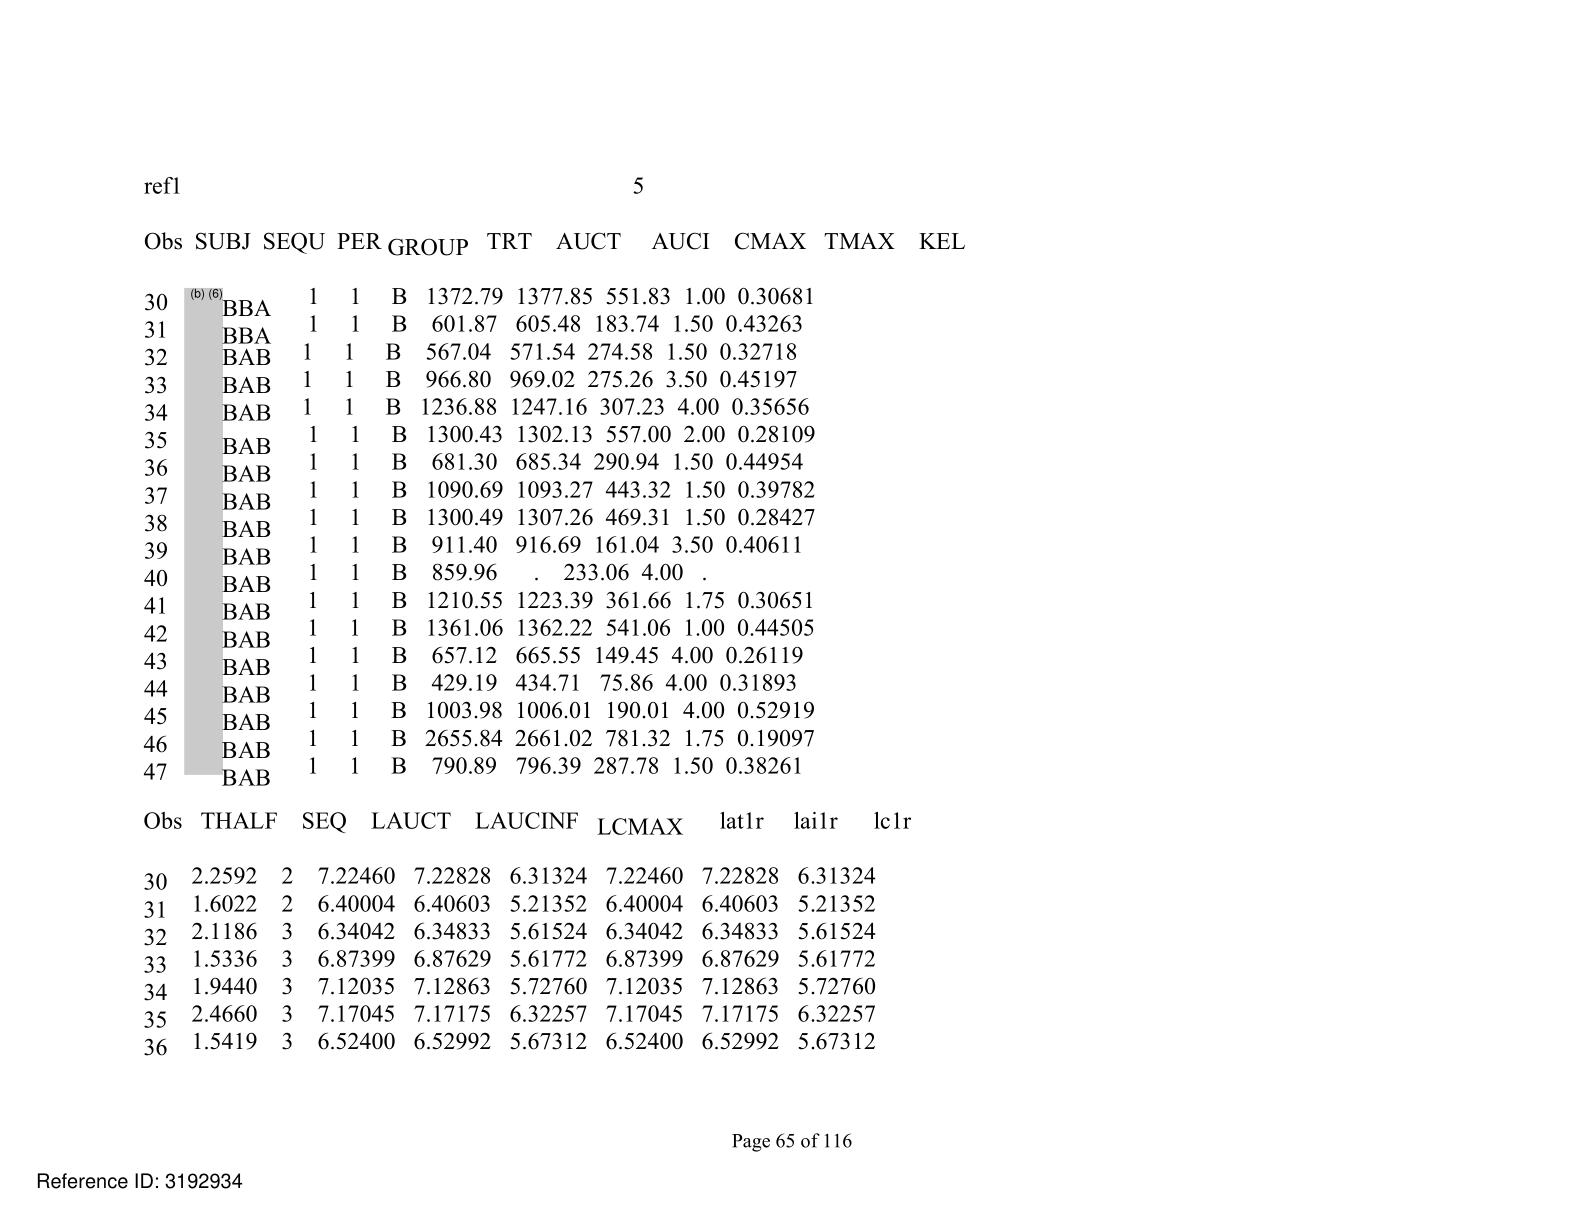 ref1 5
Obs SUBJ SEQU PER GROUP TRT AUCT AUCI CMAX TMAX KEL
30 (b) (6) BBA 1 1 B 1372.79 1377.85 551.83 1.00 0.30681
31 BBA 1 1 B 601.87 605.48 183.74 1.50 0.43263
32 BAB 1 1 B 567.04 571.54 274.58 1.50 0.32718
33 BAB 1 1 B 966.80 969.02 275.26 3.50 0.45197
34 BAB 1 1 B 1236.88 1247.16 307.23 4.00 0.35656
35 BAB 1 1 B 1300.43 1302.13 557.00 2.00 0.28109
36 BAB 1 1 B 681.30 685.34 290.94 1.50 0.44954
37 BAB 1 1 B 1090.69 1093.27 443.32 1.50 0.39782
38 BAB 1 1 B 1300.49 1307.26 469.31 1.50 0.28427
39 BAB 1 1 B 911.40 916.69 161.04 3.50 0.40611
40 BAB 1 1 B 859.96 . 233.06 4.00 .
41 BAB 1 1 B 1210.55 1223.39 361.66 1.75 0.30651
42 BAB 1 1 B 1361.06 1362.22 541.06 1.00 0.44505
43 BAB 1 1 B 657.12 665.55 149.45 4.00 0.26119
44 BAB 1 1 B 429.19 434.71 75.86 4.00 0.31893
45 BAB 1 1 B 1003.98 1006.01 190.01 4.00 0.52919
46 BAB 1 1 B 2655.84 2661.02 781.32 1.75 0.19097
47 BAB 1 1 B 790.89 796.39 287.78 1.50 0.38261
Obs THALF SEQ LAUCT LAUCINF LCMAX lat1r lai1r lc1r
30 2.2592 2 7.22460 7.22828 6.31324 7.22460 7.22828 6.31324
31 1.6022 2 6.40004 6.40603 5.21352 6.40004 6.40603 5.21352
32 2.1186 3 6.34042 6.34833 5.61524 6.34042 6.34833 5.61524
33 1.5336 3 6.87399 6.87629 5.61772 6.87399 6.87629 5.61772
34 1.9440 3 7.12035 7.12863 5.72760 7.12035 7.12863 5.72760
35 2.4660 3 7.17045 7.17175 6.32257 7.17045 7.17175 6.32257
36 1.5419 3 6.52400 6.52992 5.67312 6.52400 6.52992 5.67312
Page 65 of 116
Reference ID: 3192934